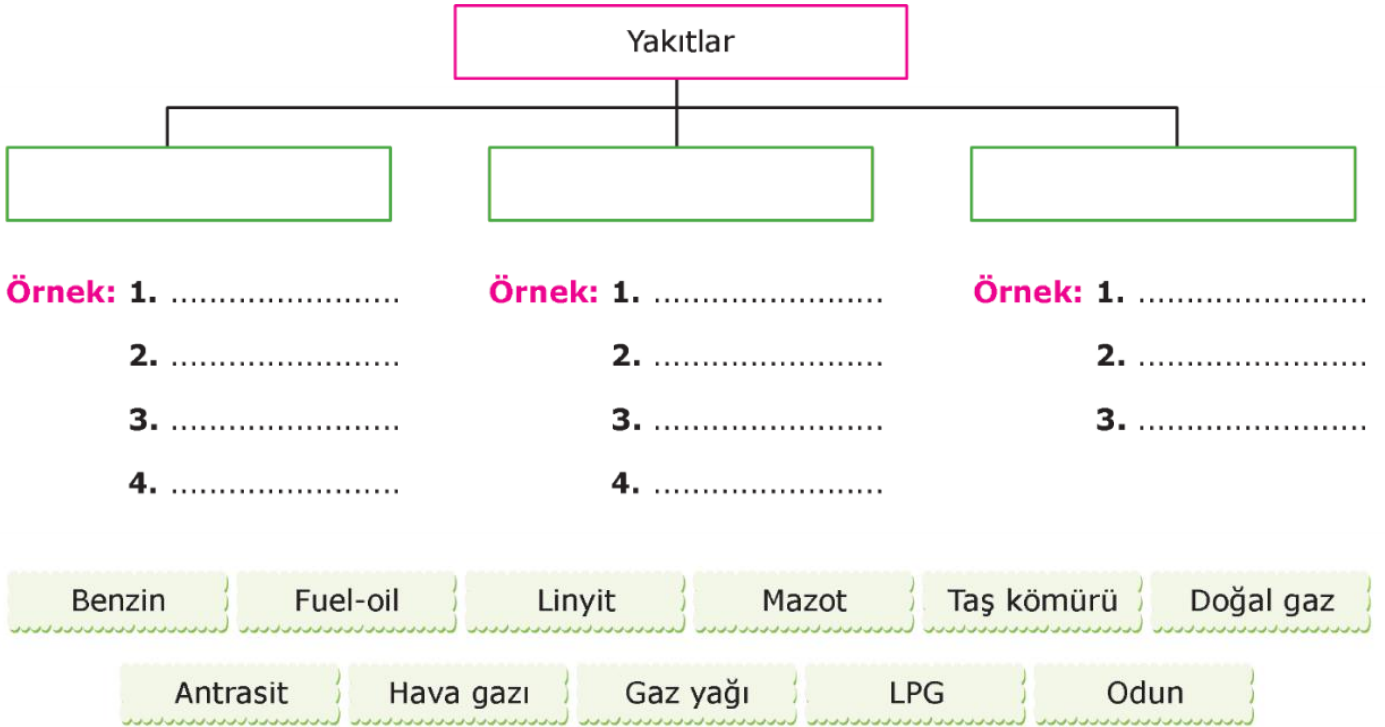 Yakıtlar
Örnek: 1. ........................ Örnek: 1. ........................ Örnek: 1. ........................
2. ........................ 2. ........................ 2. ........................
3. ........................ 3. ........................ 3. ........................
4. ........................ 4. ........................
Benzin Fuel-oil Linyit Mazot Taş kömürü Doğal gaz
Antrasit Hava gazı Gaz yağı LPG Odun